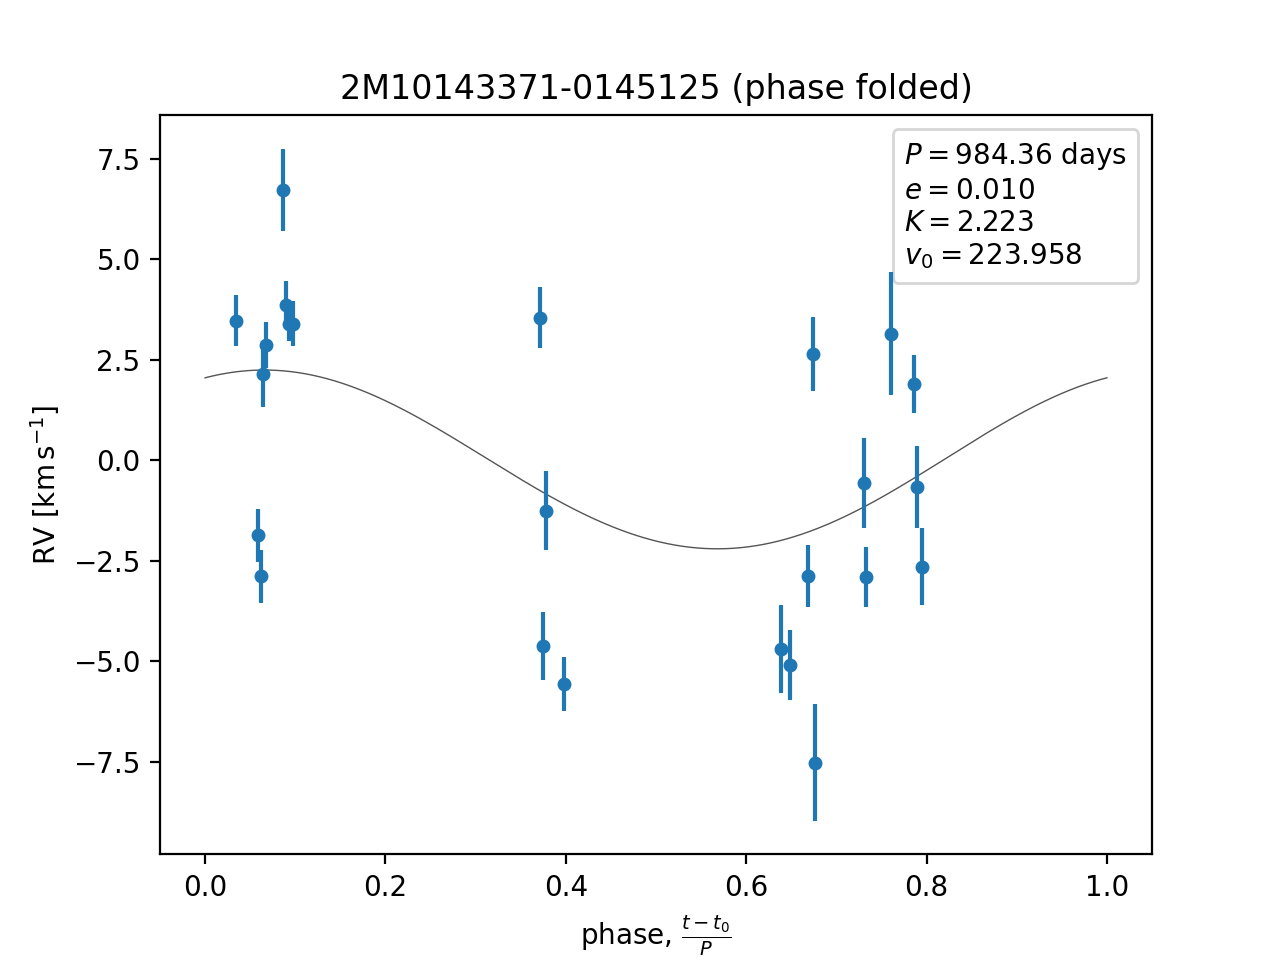 2M10143371-0145125 (phase folded)
P = 984.36 days
e = 0.010
K = 2.223
v₀ = 223.958
RV [km s⁻¹]
7.5
5.0
2.5
0.0
−2.5
−5.0
−7.5
0.0 0.2 0.4 0.6 0.8 1.0
phase, (t − t₀)/P